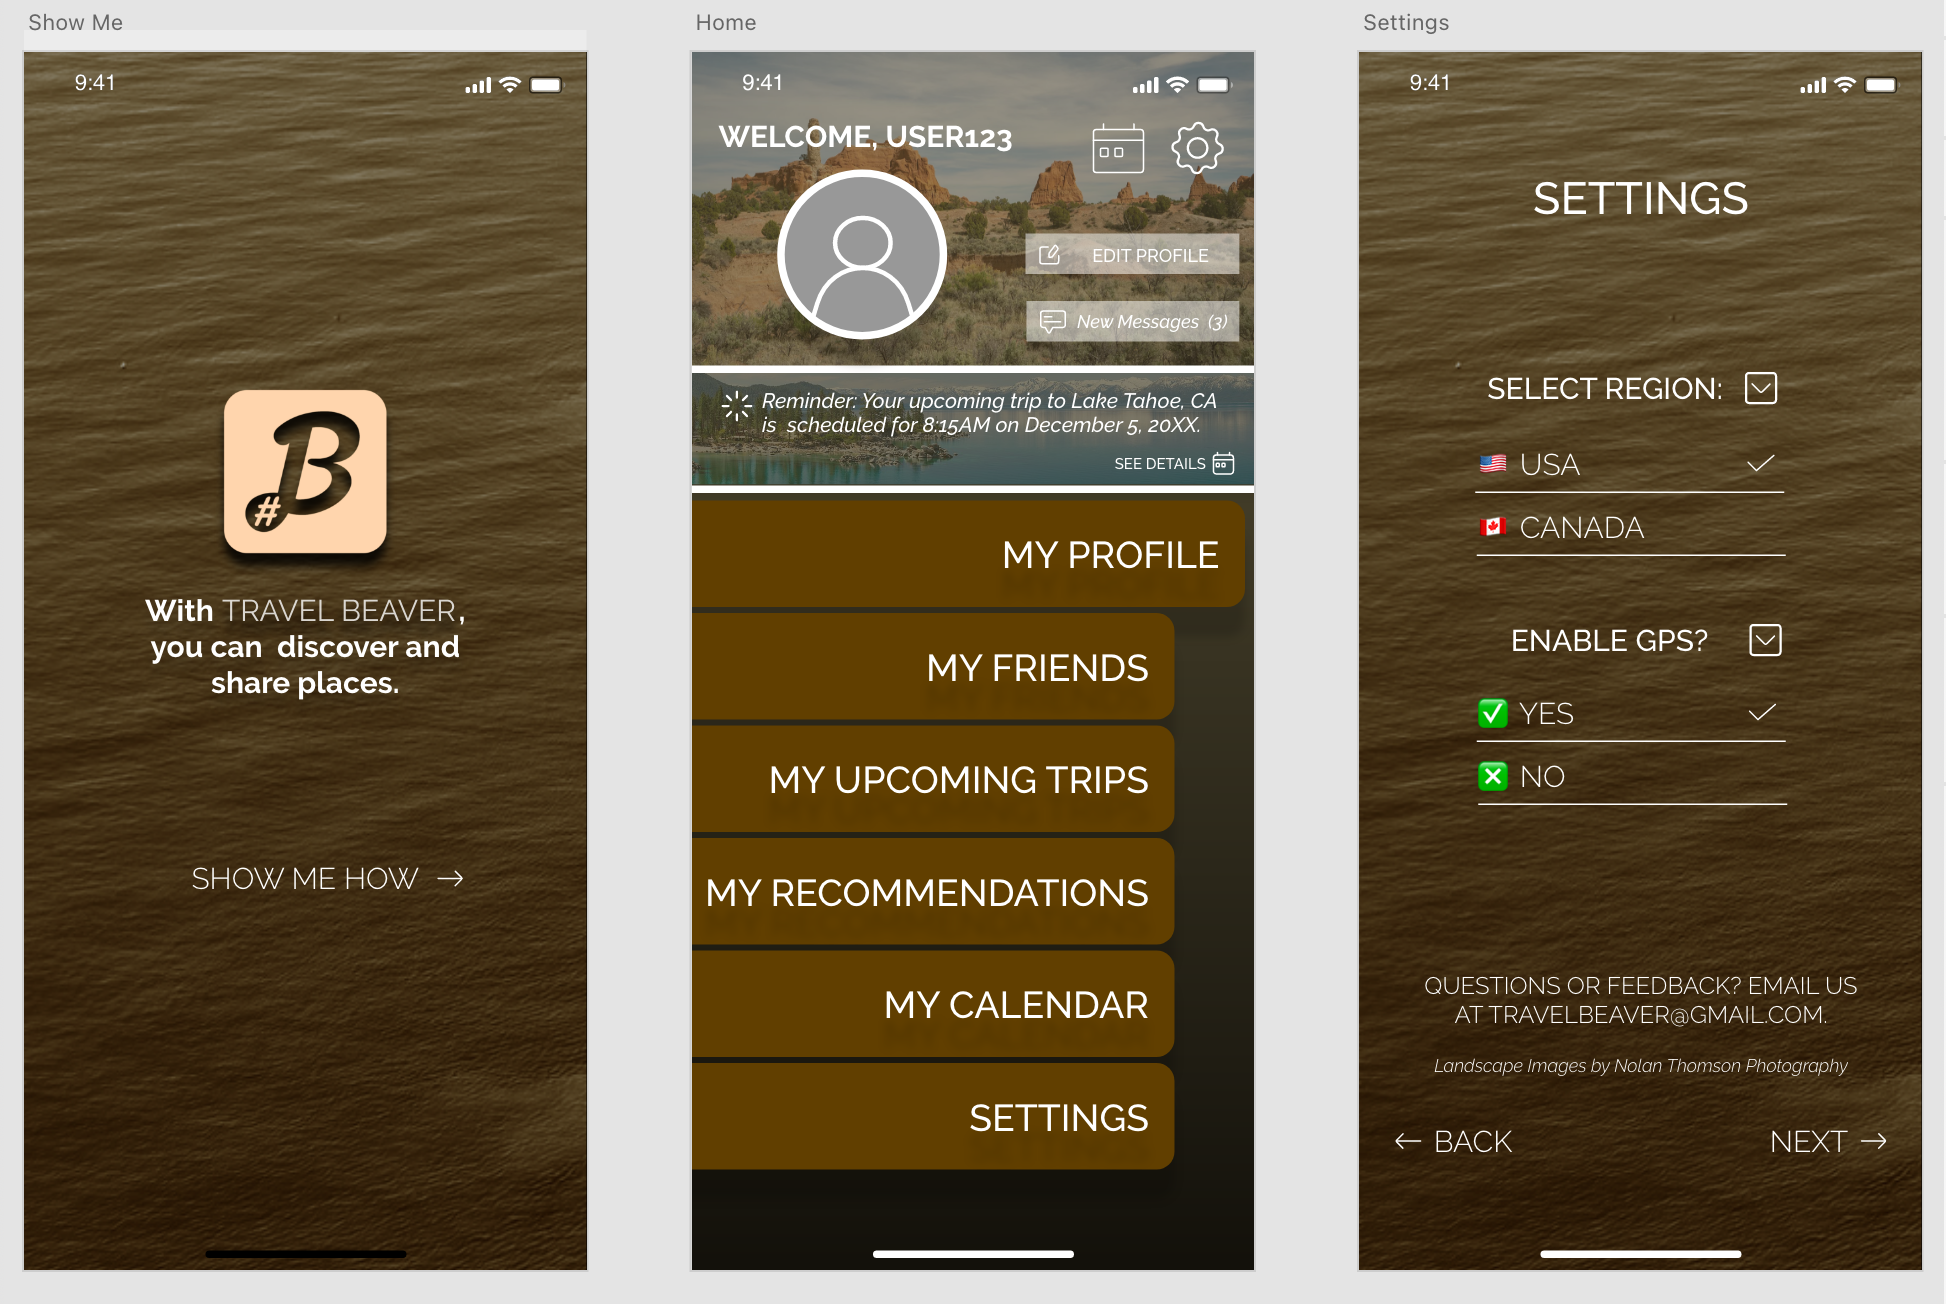 Show Me
9:41
B
#
With TRAVEL BEAVER,
you can discover and
share places.
SHOW ME HOW →
Home
9:41
WELCOME, USER123
EDIT PROFILE
New Messages (3)
Reminder: Your upcoming trip to Lake Tahoe, CA
is scheduled for 8:15AM on December 5, 20XX.
SEE DETAILS
MY PROFILE
MY FRIENDS
MY UPCOMING TRIPS
MY RECOMMENDATIONS
MY CALENDAR
SETTINGS
Settings
9:41
SETTINGS
SELECT REGION:
USA
CANADA
ENABLE GPS?
YES
NO
QUESTIONS OR FEEDBACK? EMAIL US
AT TRAVELBEAVER@GMAIL.COM.
Landscape Images by Nolan Thomson Photography
← BACK
NEXT →